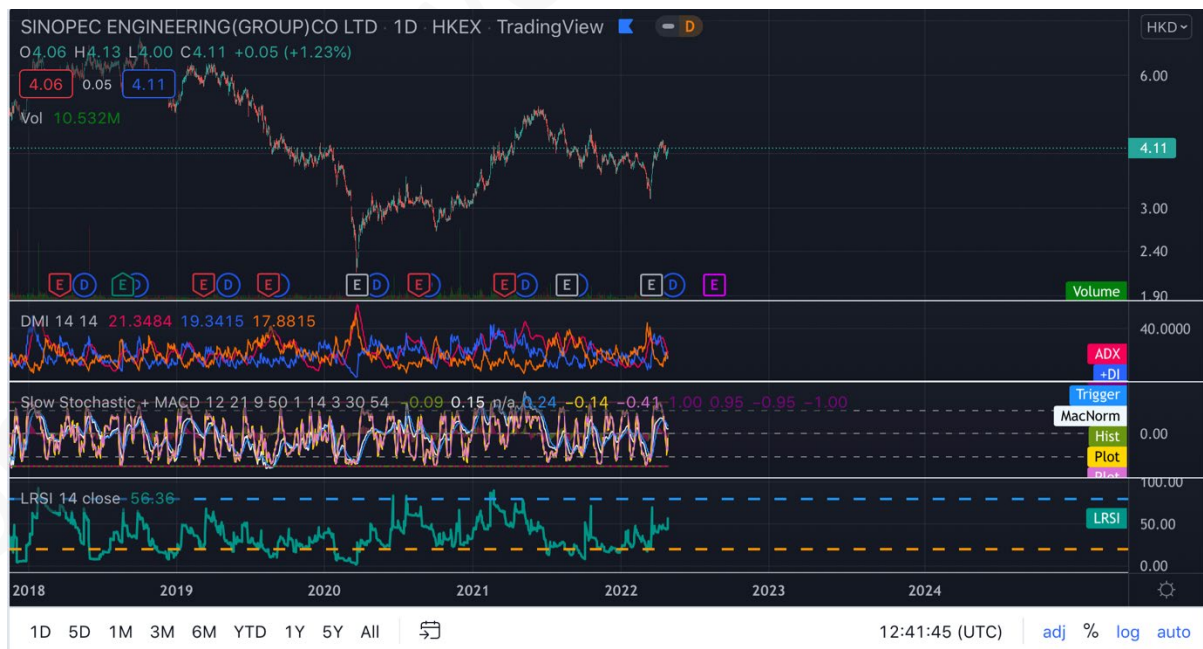 SINOPEC ENGINEERING(GROUP)CO LTD · 1D · HKEX · TradingView D HKD
O4.06 H4.13 L4.00 C4.11 +0.05 (+1.23%)
6.00
4.06 0.05 4.11
Vol 10.532M
4.11
3.00
2.40
E D E D E D E E D E E D E E D E
Volume
1.90
DMI 14 14 21.3484 19.3415 17.8815
40.0000
ADX
+DI
Slow Stochastic + MACD 12 21 9 50 1 14 3 30 54 −0.09 0.15 n/a 0.24 −0.14 −0.41 1.00 0.95 −0.95 −1.00
Trigger
MacNorm
0.00
Hist
Plot
Plot
100.00
LRSI 14 close 56.36
LRSI
50.00
0.00
2018 2019 2020 2021 2022 2023 2024
1D 5D 1M 3M 6M YTD 1Y 5Y All 12:41:45 (UTC) adj % log auto